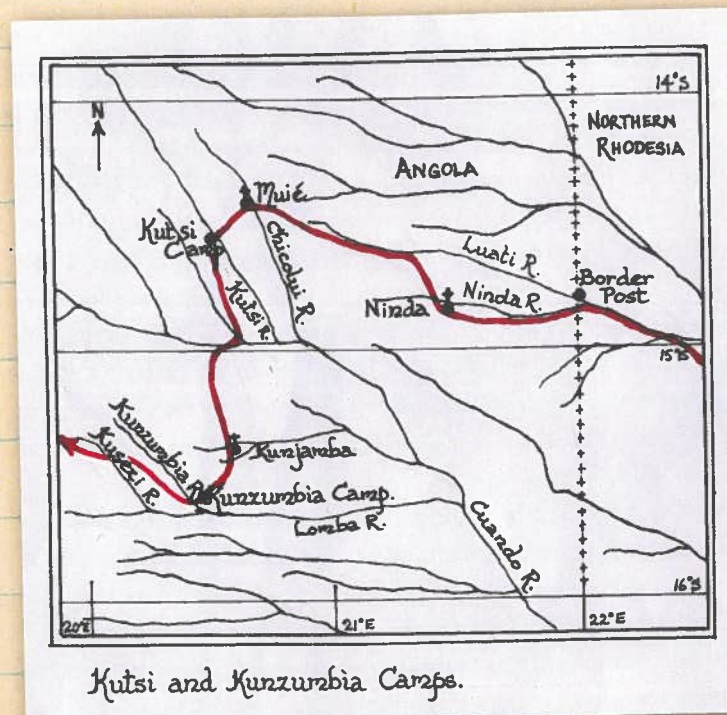 14°S
N
NORTHERN
RHODESIA
ANGOLA
Muié
Kutsi
Camp
Chicolui R.
Luati R.
Kutsi R.
Border
Post
Ninda R.
Ninda
15°S
Kunzumbia R.
Kusezi R.
Kunjamba
Kunzumbia Camp.
Lomba R.
Cuando R.
16°S
20°E
21°E
22°E
Kutsi and Kunzumbia Camps.